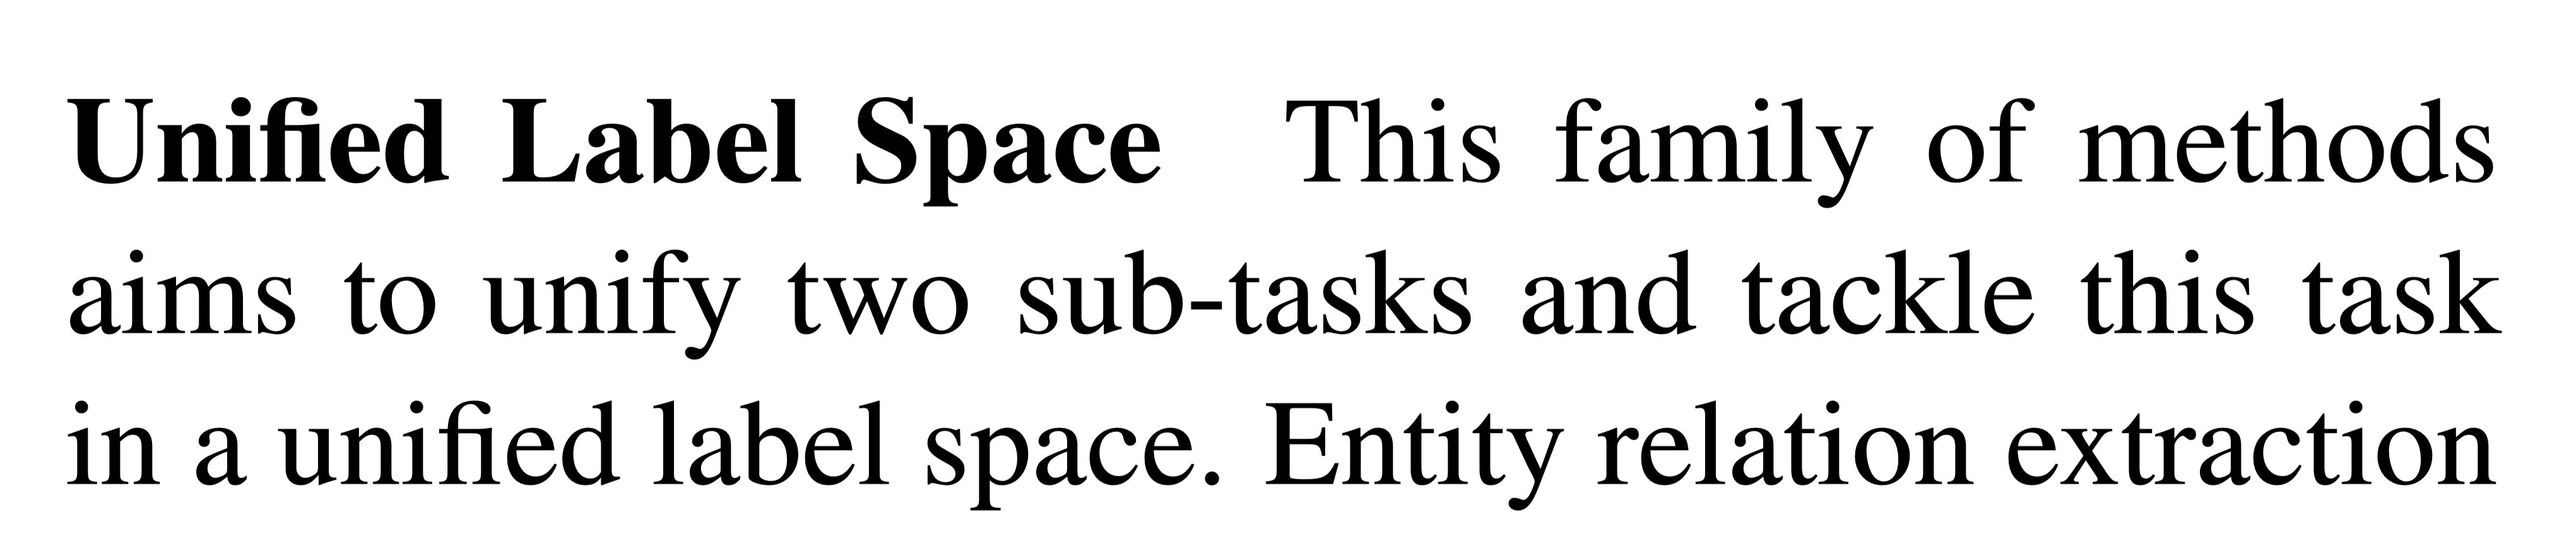 Unified Label Space This family of methods
aims to unify two sub-tasks and tackle this task
in a unified label space. Entity relation extraction